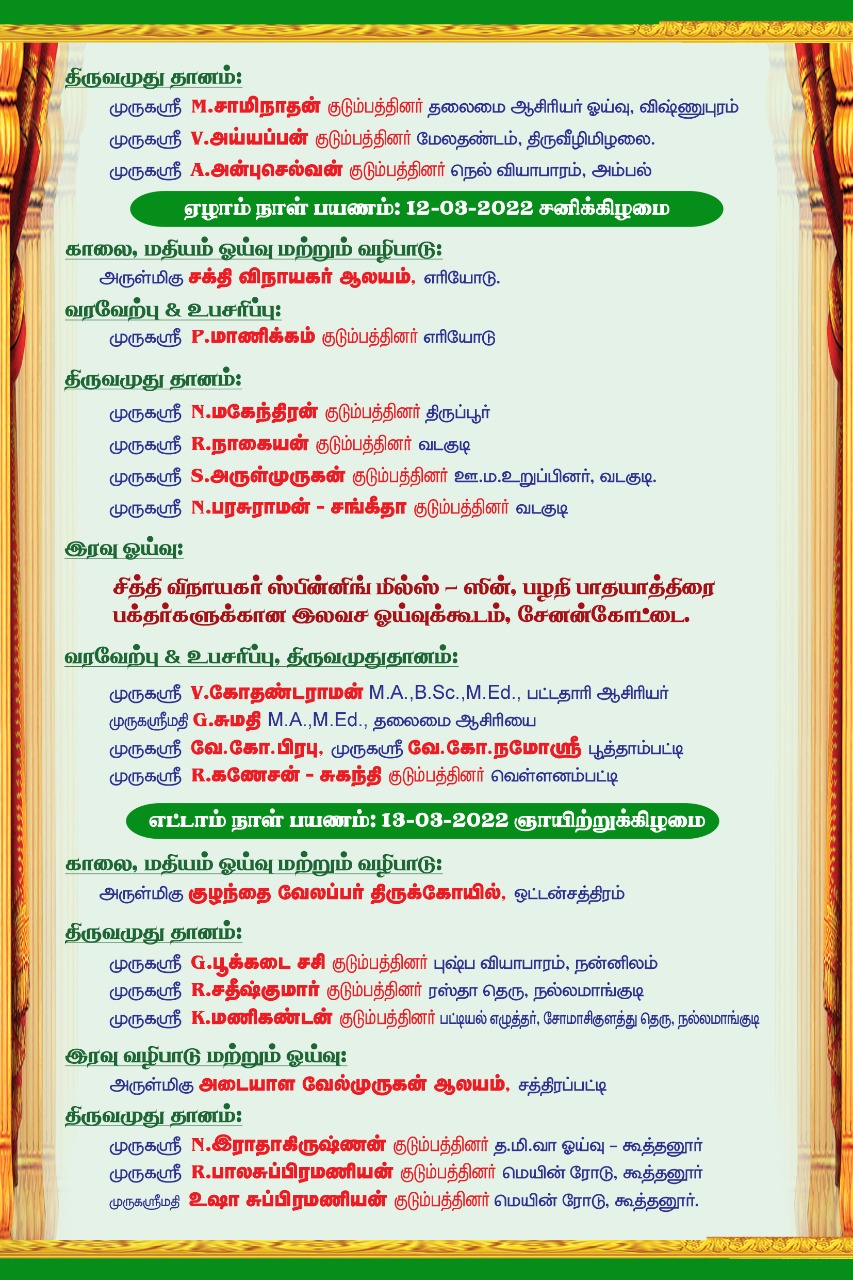 திருவமுது தானம்:
முருகஸ்ரீ M.சாமிநாதன் குடும்பத்தினர் தலைமை ஆசிரியர் ஓய்வு, விஷ்ணுபுரம்
முருகஸ்ரீ V.அய்யப்பன் குடும்பத்தினர் மேலதண்டம், திருவீழிமிழலை.
முருகஸ்ரீ A.அன்புசெல்வன் குடும்பத்தினர் நெல் வியாபாரம், அம்பல்
ஏழாம் நாள் பயணம்: 12-03-2022 சனிக்கிழமை
காலை, மதியம் ஓய்வு மற்றும் வழிபாடு:
அருள்மிகு சக்தி விநாயகர் ஆலயம், எரியோடு.
வரவேற்பு & உபசரிப்பு:
முருகஸ்ரீ P.மாணிக்கம் குடும்பத்தினர் எரியோடு
திருவமுது தானம்:
முருகஸ்ரீ N.மகேந்திரன் குடும்பத்தினர் திருப்பூர்
முருகஸ்ரீ R.நாகையன் குடும்பத்தினர் வடகுடி
முருகஸ்ரீ S.அருள்முருகன் குடும்பத்தினர் ஊ.ம.உறுப்பினர், வடகுடி.
முருகஸ்ரீ N.பரசுராமன் - சங்கீதா குடும்பத்தினர் வடகுடி
இரவு ஓய்வு:
சித்தி விநாயகர் ஸ்பின்னிங் மில்ஸ் – ஸின், பழநி பாதயாத்திரை
பக்தர்களுக்கான இலவச ஓய்வுக்கூடம், சேனன்கோட்டை.
வரவேற்பு & உபசரிப்பு, திருவமுதுதானம்:
முருகஸ்ரீ V.கோதண்டராமன் M.A.,B.Sc.,M.Ed., பட்டதாரி ஆசிரியர்
முருகஸ்ரீமதி G.சுமதி M.A.,M.Ed., தலைமை ஆசிரியை
முருகஸ்ரீ வே.கோ.பிரபு, முருகஸ்ரீ வே.கோ.நமோஸ்ரீ பூத்தாம்பட்டி
முருகஸ்ரீ R.கணேசன் - சுகந்தி குடும்பத்தினர் வெள்ளனம்பட்டி
எட்டாம் நாள் பயணம்: 13-03-2022 ஞாயிற்றுக்கிழமை
காலை, மதியம் ஓய்வு மற்றும் வழிபாடு:
அருள்மிகு குழந்தை வேலப்பர் திருக்கோயில், ஒட்டன்சத்திரம்
திருவமுது தானம்:
முருகஸ்ரீ G.பூக்கடை சசி குடும்பத்தினர் புஷ்ப வியாபாரம், நன்னிலம்
முருகஸ்ரீ R.சதீஷ்குமார் குடும்பத்தினர் ரஸ்தா தெரு, நல்லமாங்குடி
முருகஸ்ரீ K.மணிகண்டன் குடும்பத்தினர் பட்டியல் எழுத்தர், சோமாசிகுளத்து தெரு, நல்லமாங்குடி
இரவு வழிபாடு மற்றும் ஓய்வு:
அருள்மிகு அடையாள வேல்முருகன் ஆலயம், சத்திரப்பட்டி
திருவமுது தானம்:
முருகஸ்ரீ N.இராதாகிருஷ்ணன் குடும்பத்தினர் த.மி.வா ஓய்வு – கூத்தனூர்
முருகஸ்ரீ R.பாலசுப்பிரமணியன் குடும்பத்தினர் மெயின் ரோடு, கூத்தனூர்
முருகஸ்ரீமதி உஷா சுப்பிரமணியன் குடும்பத்தினர் மெயின் ரோடு, கூத்தனூர்.